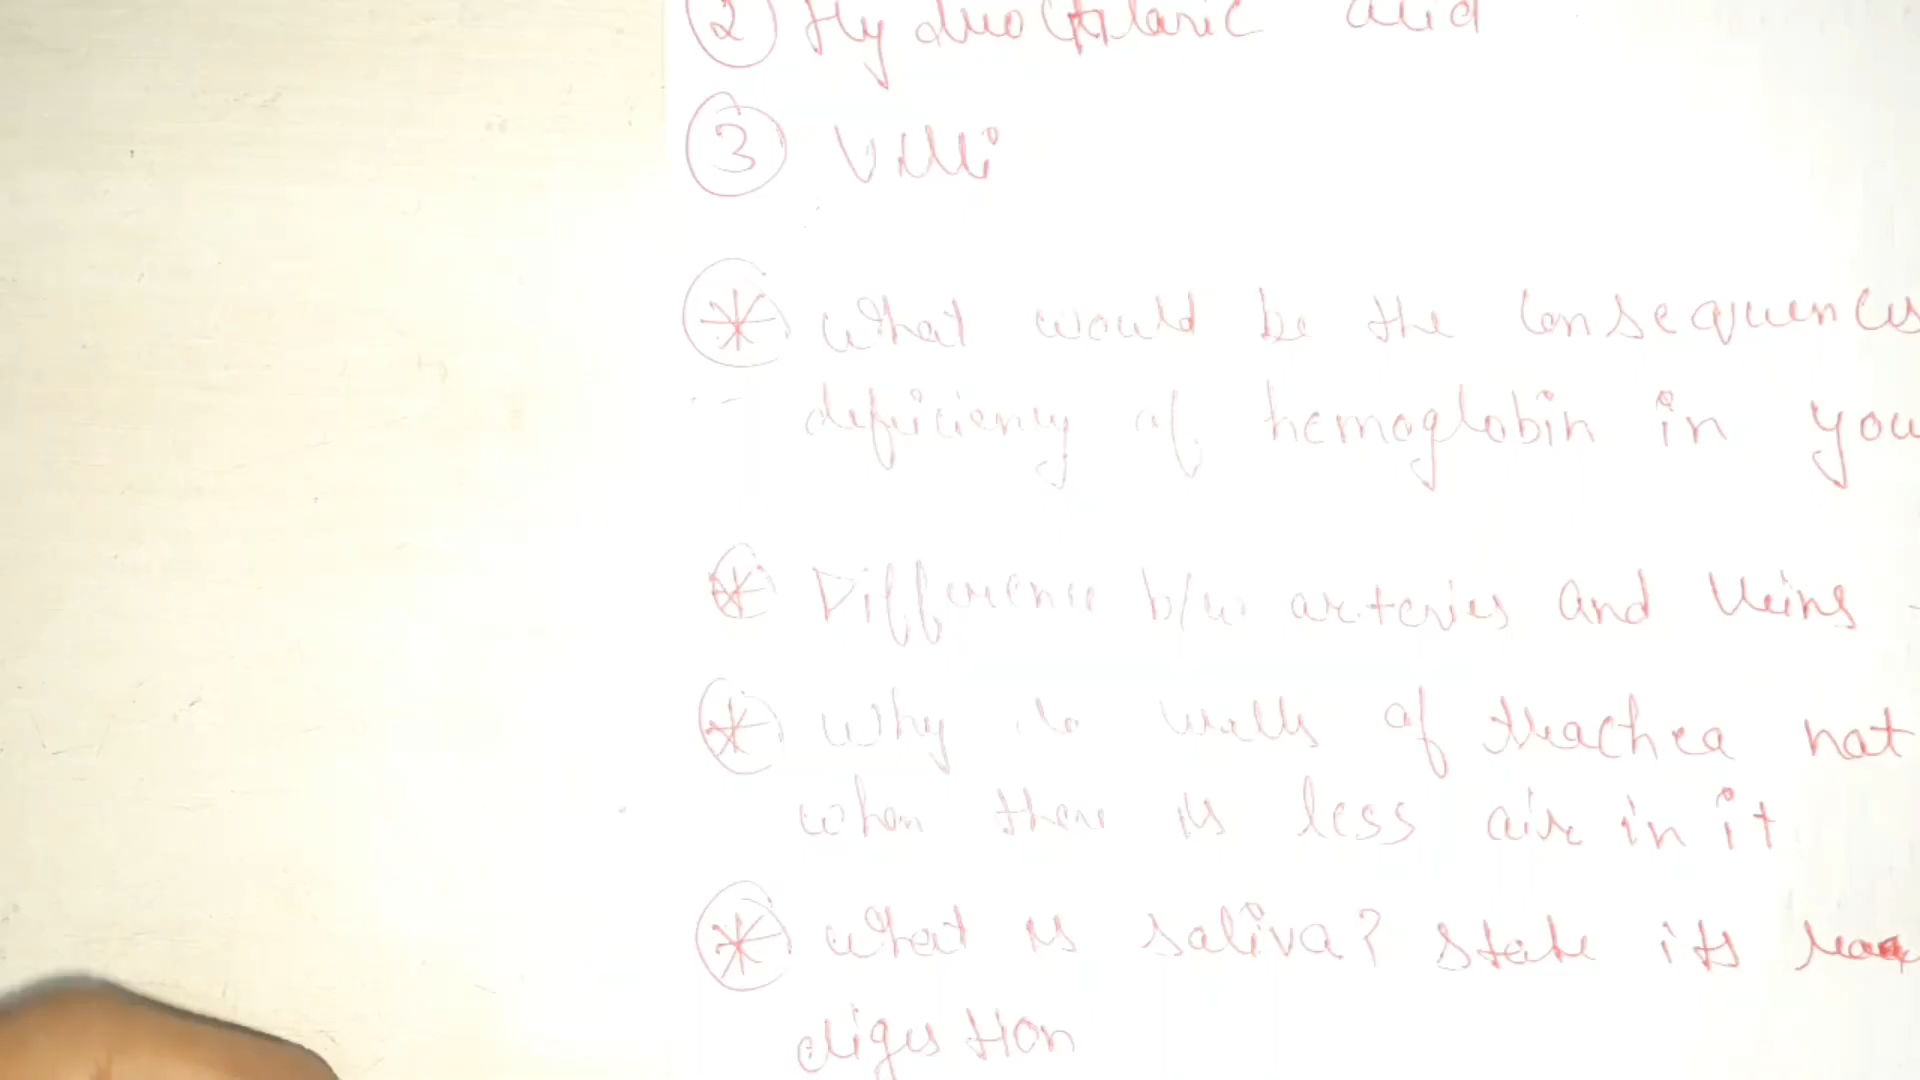 ② Hydrochloric acid
③ Villi
* What would be the consequences
deficiency of hemoglobin in you
* Difference b/w arteries and Veins -
* Why do walls of trachea not
when there is less air in it
* What is saliva? State its
digestion